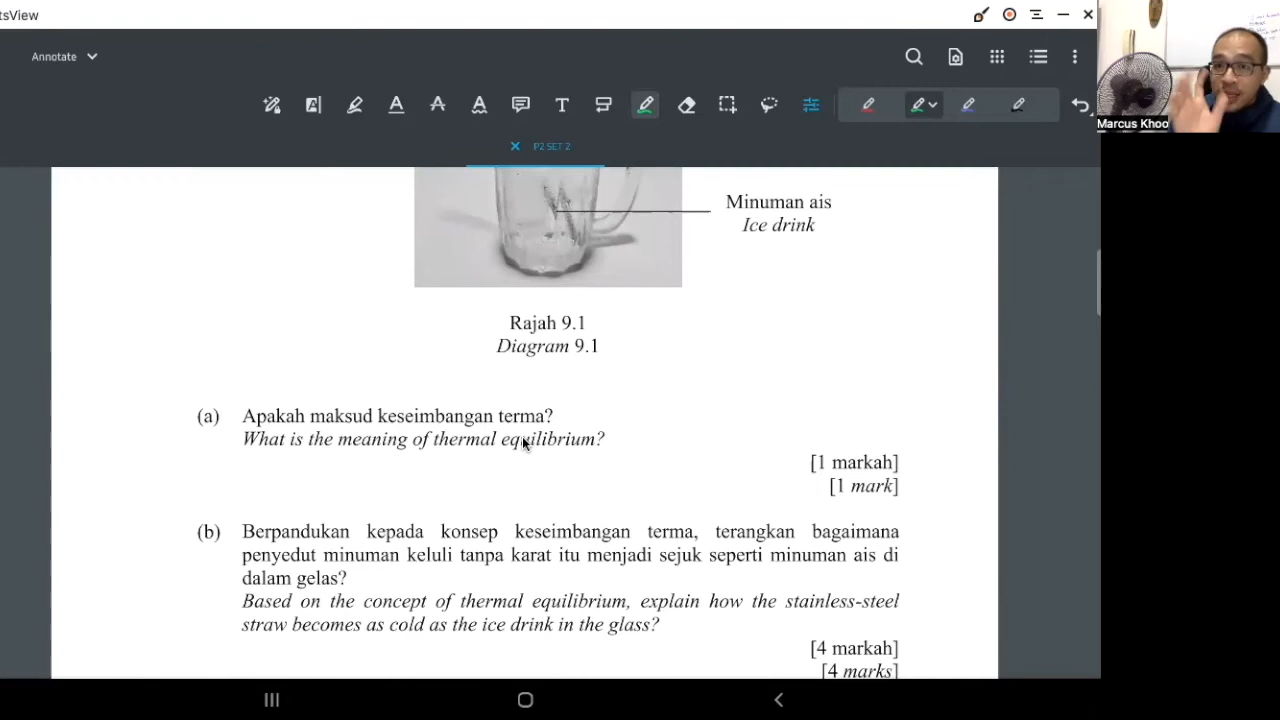 tsView
Annotate
Marcus Khoo
P2 SET 2
Minuman ais
Ice drink
Rajah 9.1
Diagram 9.1
(a) Apakah maksud keseimbangan terma?
What is the meaning of thermal equilibrium?
[1 markah]
[1 mark]
(b) Berpandukan kepada konsep keseimbangan terma, terangkan bagaimana
penyedut minuman keluli tanpa karat itu menjadi sejuk seperti minuman ais di
dalam gelas?
Based on the concept of thermal equilibrium, explain how the stainless-steel
straw becomes as cold as the ice drink in the glass?
[4 markah]
[4 marks]